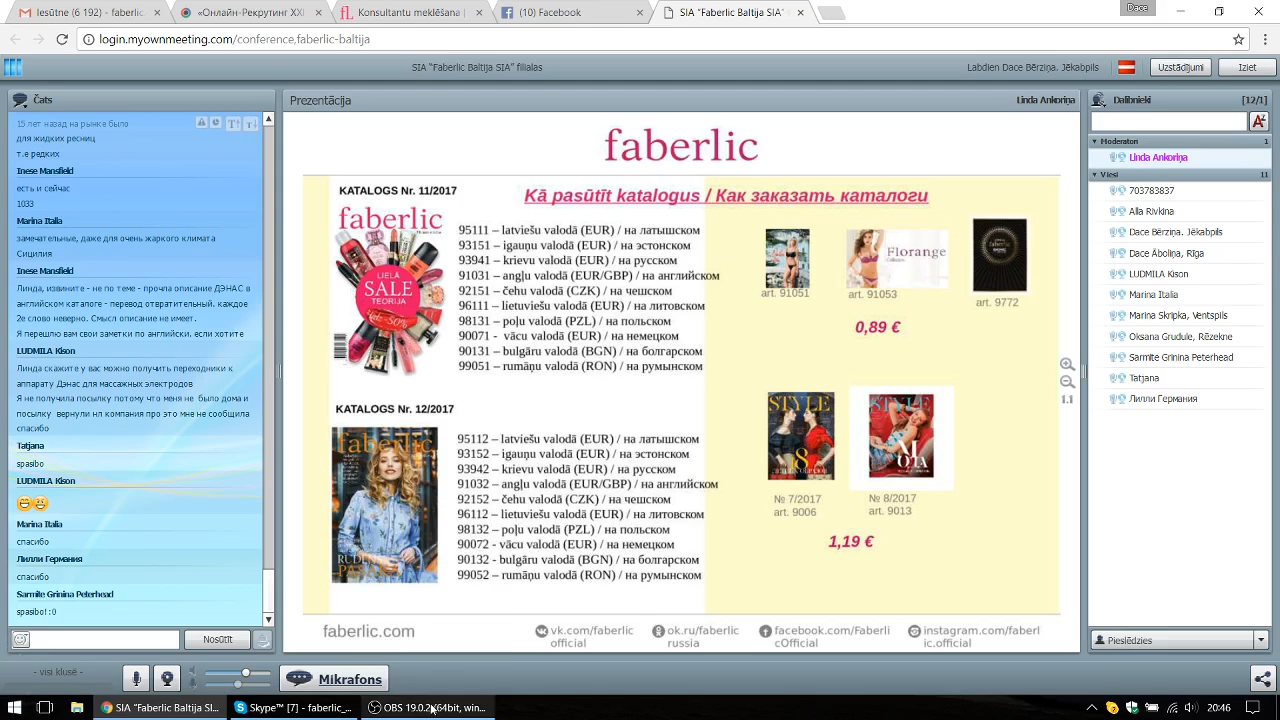 Iesūtne (6 192) - faberlic.
«Онлайн-Рекрутинг XXI
Konsultantu meklēšana |
(10) Facebook
SIA "Faberlic Baltija SIA" f
Dace
login.myownmeeting.com/conference,faberlic-baltija
SIA "Faberlic Baltija SIA" filiālas
Labdien Dace Bērziņa. Jēkabpils
Uzstādījumi
Iziet
Čats
15 лет назад на рынке было
для жидких ресниц
т.е редких
Inese Mansfield
есть и сейчас
1033
Marina Italia
замечательные, даже для очень жаркого климата
Сицилия
Inese Mansfield
Линда, извините - не по теме - прочла описание ДЭНАС в
английском каталоге - перевод отвратительный. каждое
2е слово неверно. Смысл описания не имеет.
Я перешлю вам свои заметки по английски, если хотите
LUDMILA Kison
Линда скажите у вас можно получить переходники к
аппарату Дэнас для массажных электродов
Я не получила посылку потому что меня не было дома и
посылку вернули нл компания про это мне не сообщила
спасибо
Tatjana
spasibo
LUDMILA Kison
Marina Italia
спасибо
Лилли Германия
спасибо
Sarmite Grinina Peterhead
spasibo! :0
Nosūtīt
Prezentācija
Linda Ankoriņa
faberlic
Kā pasūtīt katalogus / Как заказать каталоги
KATALOGS Nr. 11/2017
faberlic
LIELĀ
SALE
TEORIJA
95111 – latviešu valodā (EUR) / на латышском
93151 – igauņu valodā (EUR) / на эстонском
93941 – krievu valodā (EUR) / на русском
91031 – angļu valodā (EUR/GBP) / на английском
92151 – čehu valodā (CZK) / на чешском
96111 – lietuviešu valodā (EUR) / на литовском
98131 – poļu valodā (PZL) / на польском
90071 - vācu valodā (EUR) / на немецком
90131 – bulgāru valodā (BGN) / на болгарском
99051 – rumāņu valodā (RON) / на румынском
art. 91051
Florange
art. 91053
art. 9772
0,89 €
KATALOGS Nr. 12/2017
faberlic
95112 – latviešu valodā (EUR) / на латышском
93152 – igauņu valodā (EUR) / на эстонском
93942 – krievu valodā (EUR) / на русском
91032 – angļu valodā (EUR/GBP) / на английском
92152 – čehu valodā (CZK) / на чешском
96112 – lietuviešu valodā (EUR) / на литовском
98132 – poļu valodā (PZL) / на польском
90072 - vācu valodā (EUR) / на немецком
90132 - bulgāru valodā (BGN) / на болгарском
99052 – rumāņu valodā (RON) / на румынском
STYLE
8
STYLE
№ 7/2017
art. 9006
№ 8/2017
art. 9013
1,19 €
faberlic.com
vk.com/faberlic
official
ok.ru/faberlic
russia
facebook.com/Faberli
cOfficial
instagram.com/faberl
ic.official
1.1
Dalībnieki
[12/1]
Moderatori
1
Linda Ankoriņa
Viesi
11
703783837
Alla Rivkina
Dace Bērziņa. Jēkabpils
Dace Āboliņa, Rīga
LUDMILA Kison
Marina Italia
Marina Skripka, Ventspils
Oksana Grudule, Rēzekne
Sarmite Grinina Peterhead
Tatjana
Лилли Германия
Pieslēdzies
- visi klusē -
Mikrofons
SIA "Faberlic Baltija SI...
Skype™ [7] - faberlic_...
OBS 19.0.2 (64bit, win...
20:46